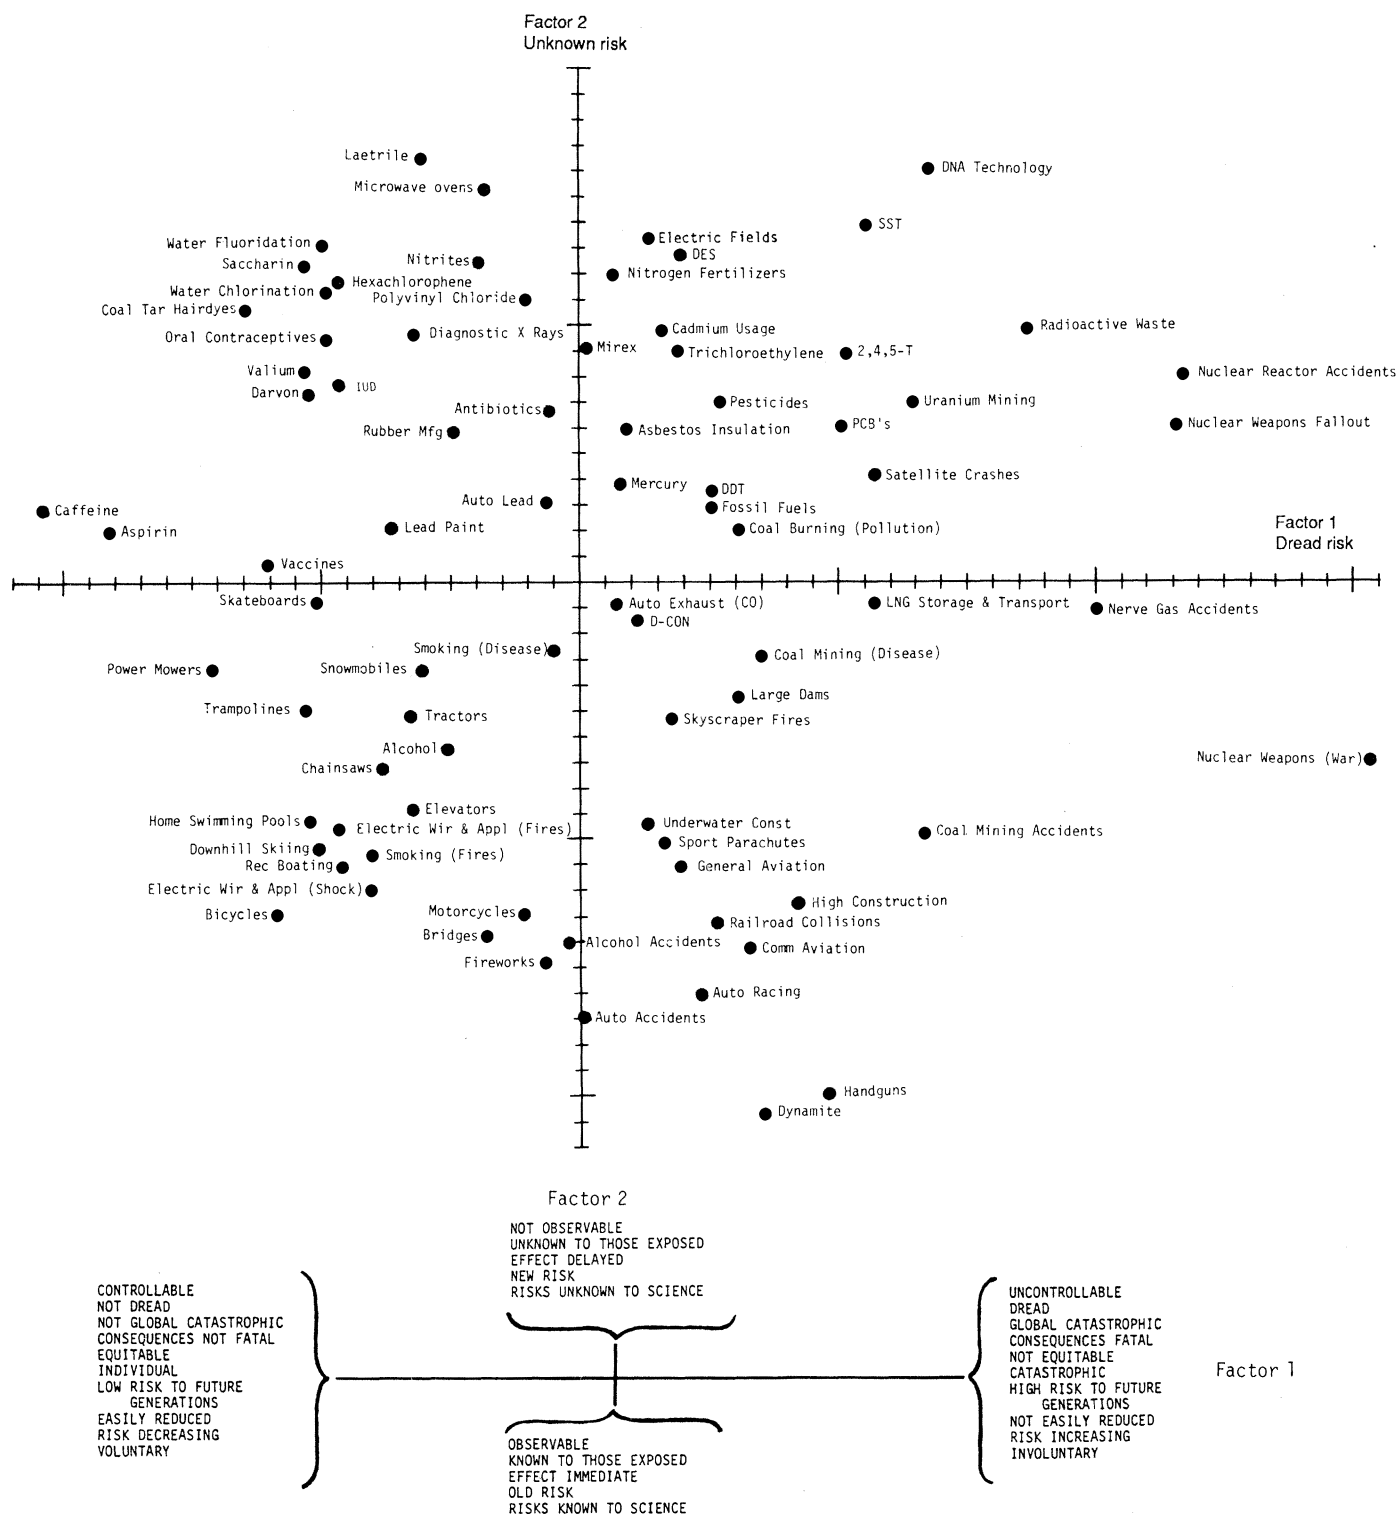 Factor 2
Unknown risk
Laetrile
DNA Technology
Microwave ovens
SST
Water Fluoridation
Electric Fields
DES
Saccharin
Nitrites
Nitrogen Fertilizers
Hexachlorophene
Water Chlorination
Polyvinyl Chloride
Coal Tar Hairdyes
Radioactive Waste
Cadmium Usage
Diagnostic X Rays
Oral Contraceptives
Mirex
Trichloroethylene
2,4,5-T
Valium
Nuclear Reactor Accidents
IUD
Darvon
Pesticides
Uranium Mining
Antibiotics
Nuclear Weapons Fallout
PCB's
Rubber Mfg
Asbestos Insulation
Satellite Crashes
Mercury
DDT
Auto Lead
Fossil Fuels
Caffeine
Aspirin
Lead Paint
Coal Burning (Pollution)
Factor 1
Dread risk
Vaccines
Skateboards
Auto Exhaust (CO)
LNG Storage & Transport
Nerve Gas Accidents
D-CON
Smoking (Disease)
Coal Mining (Disease)
Power Mowers
Snowmobiles
Large Dams
Trampolines
Tractors
Skyscraper Fires
Alcohol
Nuclear Weapons (War)
Chainsaws
Elevators
Home Swimming Pools
Electric Wir & Appl (Fires)
Underwater Const
Coal Mining Accidents
Sport Parachutes
Downhill Skiing
Smoking (Fires)
Rec Boating
General Aviation
Electric Wir & Appl (Shock)
High Construction
Bicycles
Motorcycles
Railroad Collisions
Bridges
Alcohol Accidents
Comm Aviation
Fireworks
Auto Racing
Auto Accidents
Handguns
Dynamite
Factor 2
NOT OBSERVABLE
UNKNOWN TO THOSE EXPOSED
EFFECT DELAYED
NEW RISK
RISKS UNKNOWN TO SCIENCE
CONTROLLABLE
NOT DREAD
NOT GLOBAL CATASTROPHIC
CONSEQUENCES NOT FATAL
EQUITABLE
INDIVIDUAL
LOW RISK TO FUTURE
GENERATIONS
EASILY REDUCED
RISK DECREASING
VOLUNTARY
UNCONTROLLABLE
DREAD
GLOBAL CATASTROPHIC
CONSEQUENCES FATAL
NOT EQUITABLE
CATASTROPHIC
HIGH RISK TO FUTURE
GENERATIONS
NOT EASILY REDUCED
RISK INCREASING
INVOLUNTARY
Factor 1
OBSERVABLE
KNOWN TO THOSE EXPOSED
EFFECT IMMEDIATE
OLD RISK
RISKS KNOWN TO SCIENCE